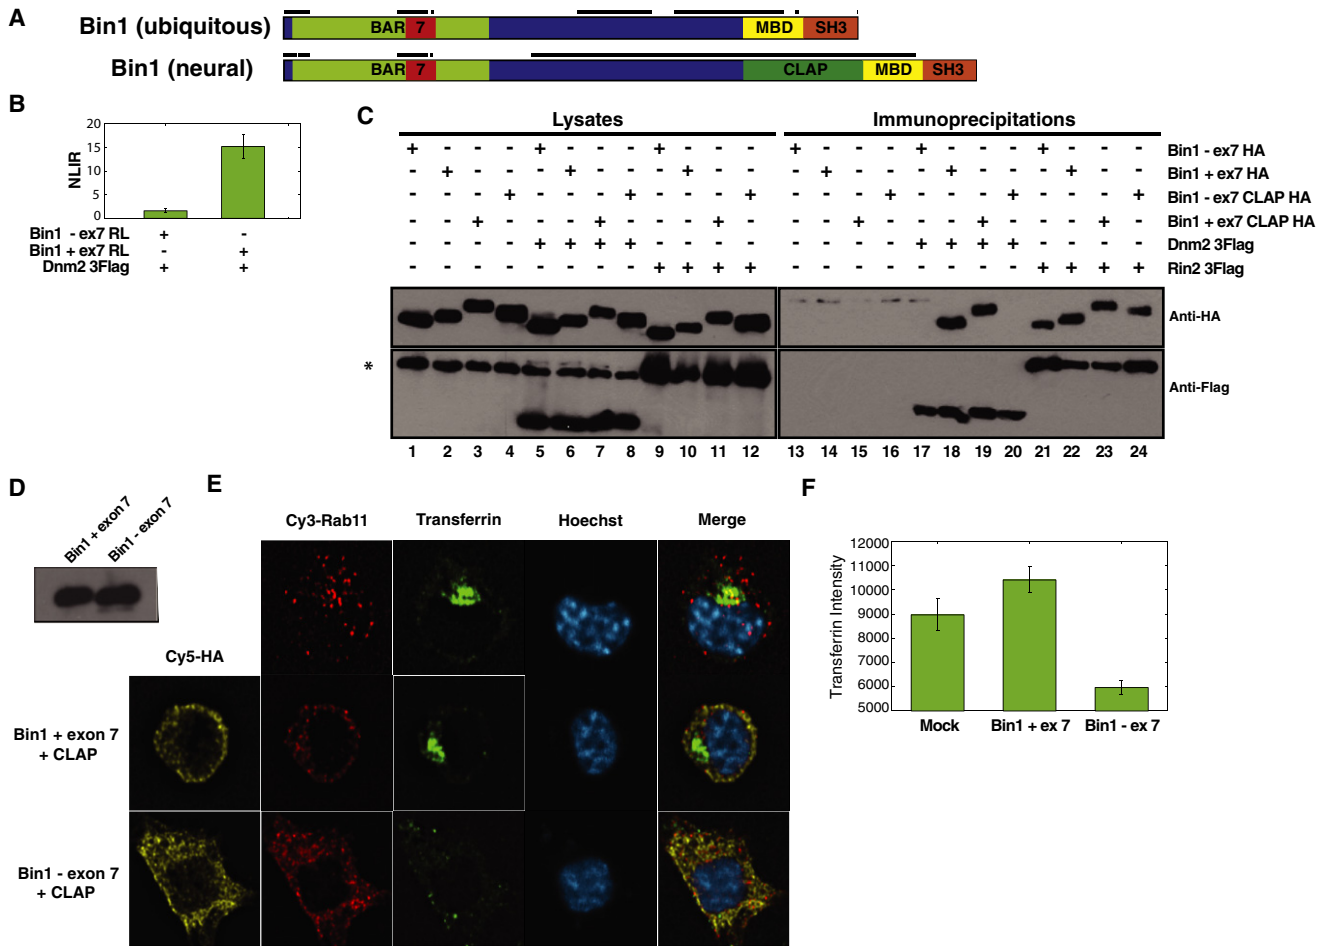 A
Bin1 (ubiquitous)
BAR 7 MBD SH3
Bin1 (neural)
BAR 7 CLAP MBD SH3
B
NLIR
20
15
10
5
0
Bin1 - ex7 RL + -
Bin1 + ex7 RL - +
Dnm2 3Flag + +
C
Lysates Immunoprecipitations
+ - - - + - - - + - - - + - - - + - - - + - - - Bin1 - ex7 HA
- + - - - + - - - + - - - + - - - + - - - + - - Bin1 + ex7 HA
- - - + - - - + - - - + - - - + - - - + - - - + Bin1 - ex7 CLAP HA
- - + - - - + - - - + - - - + - - - + - - - + - Bin1 + ex7 CLAP HA
- - - - + + + + - - - - - - - - + + + + - - - - Dnm2 3Flag
- - - - - - - - + + + + - - - - - - - - + + + + Rin2 3Flag
Anti-HA
*
Anti-Flag
1 2 3 4 5 6 7 8 9 10 11 12 13 14 15 16 17 18 19 20 21 22 23 24
D
Bin1 + exon 7
Bin1 - exon 7
E
Cy3-Rab11 Transferrin Hoechst Merge
Cy5-HA
Bin1 + exon 7
+ CLAP
Bin1 - exon 7
+ CLAP
F
Transferrin Intensity
12000
11000
10000
9000
8000
7000
6000
5000
Mock Bin1 + ex 7 Bin1 - ex 7